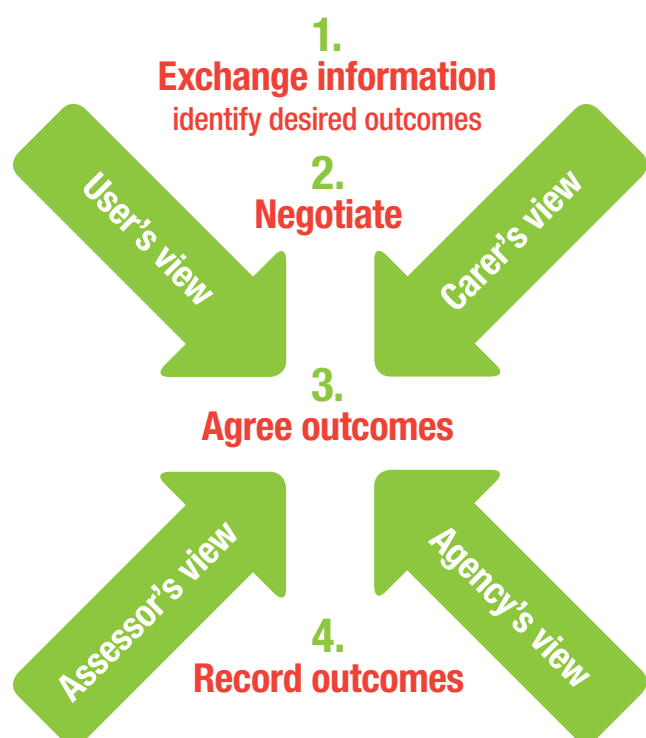 1.
Exchange information
identify desired outcomes
2.
Negotiate
User's view
Carer's view
3.
Agree outcomes
Assessor's view
Agency's view
4.
Record outcomes